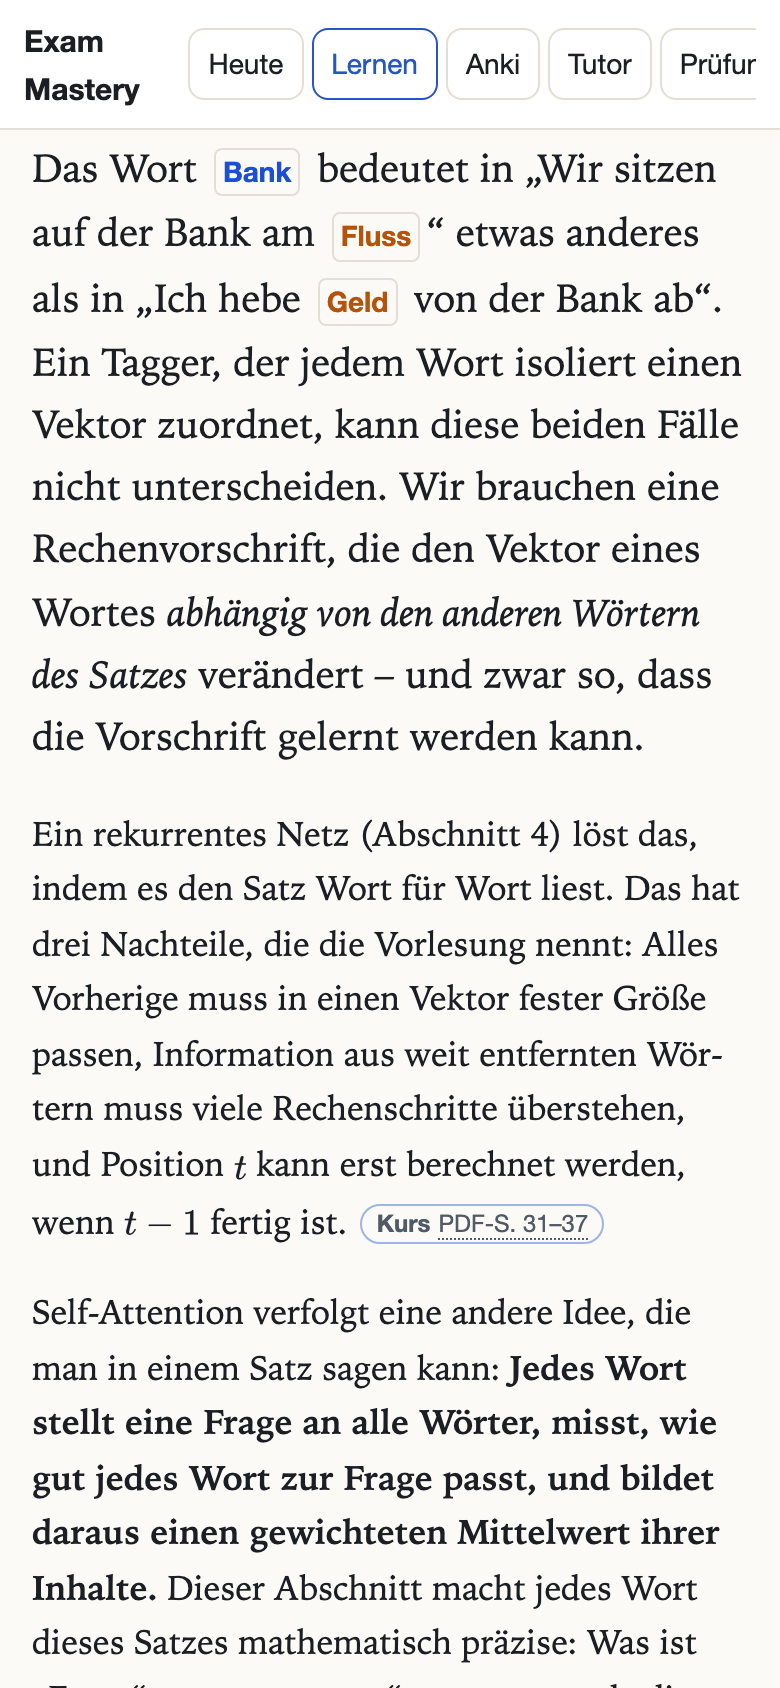 Exam
Mastery
Heute
Lernen
Anki
Tutor
Prüfur
Das Wort Bank bedeutet in „Wir sitzen
auf der Bank am Fluss “ etwas anderes
als in „Ich hebe Geld von der Bank ab“.
Ein Tagger, der jedem Wort isoliert einen
Vektor zuordnet, kann diese beiden Fälle
nicht unterscheiden. Wir brauchen eine
Rechenvorschrift, die den Vektor eines
Wortes abhängig von den anderen Wörtern
des Satzes verändert – und zwar so, dass
die Vorschrift gelernt werden kann.
Ein rekurrentes Netz (Abschnitt 4) löst das,
indem es den Satz Wort für Wort liest. Das hat
drei Nachteile, die die Vorlesung nennt: Alles
Vorherige muss in einen Vektor fester Größe
passen, Information aus weit entfernten Wör-
tern muss viele Rechenschritte überstehen,
und Position t kann erst berechnet werden,
wenn t − 1 fertig ist. Kurs PDF-S. 31–37
Self-Attention verfolgt eine andere Idee, die
man in einem Satz sagen kann: Jedes Wort
stellt eine Frage an alle Wörter, misst, wie
gut jedes Wort zur Frage passt, und bildet
daraus einen gewichteten Mittelwert ihrer
Inhalte. Dieser Abschnitt macht jedes Wort
dieses Satzes mathematisch präzise: Was ist